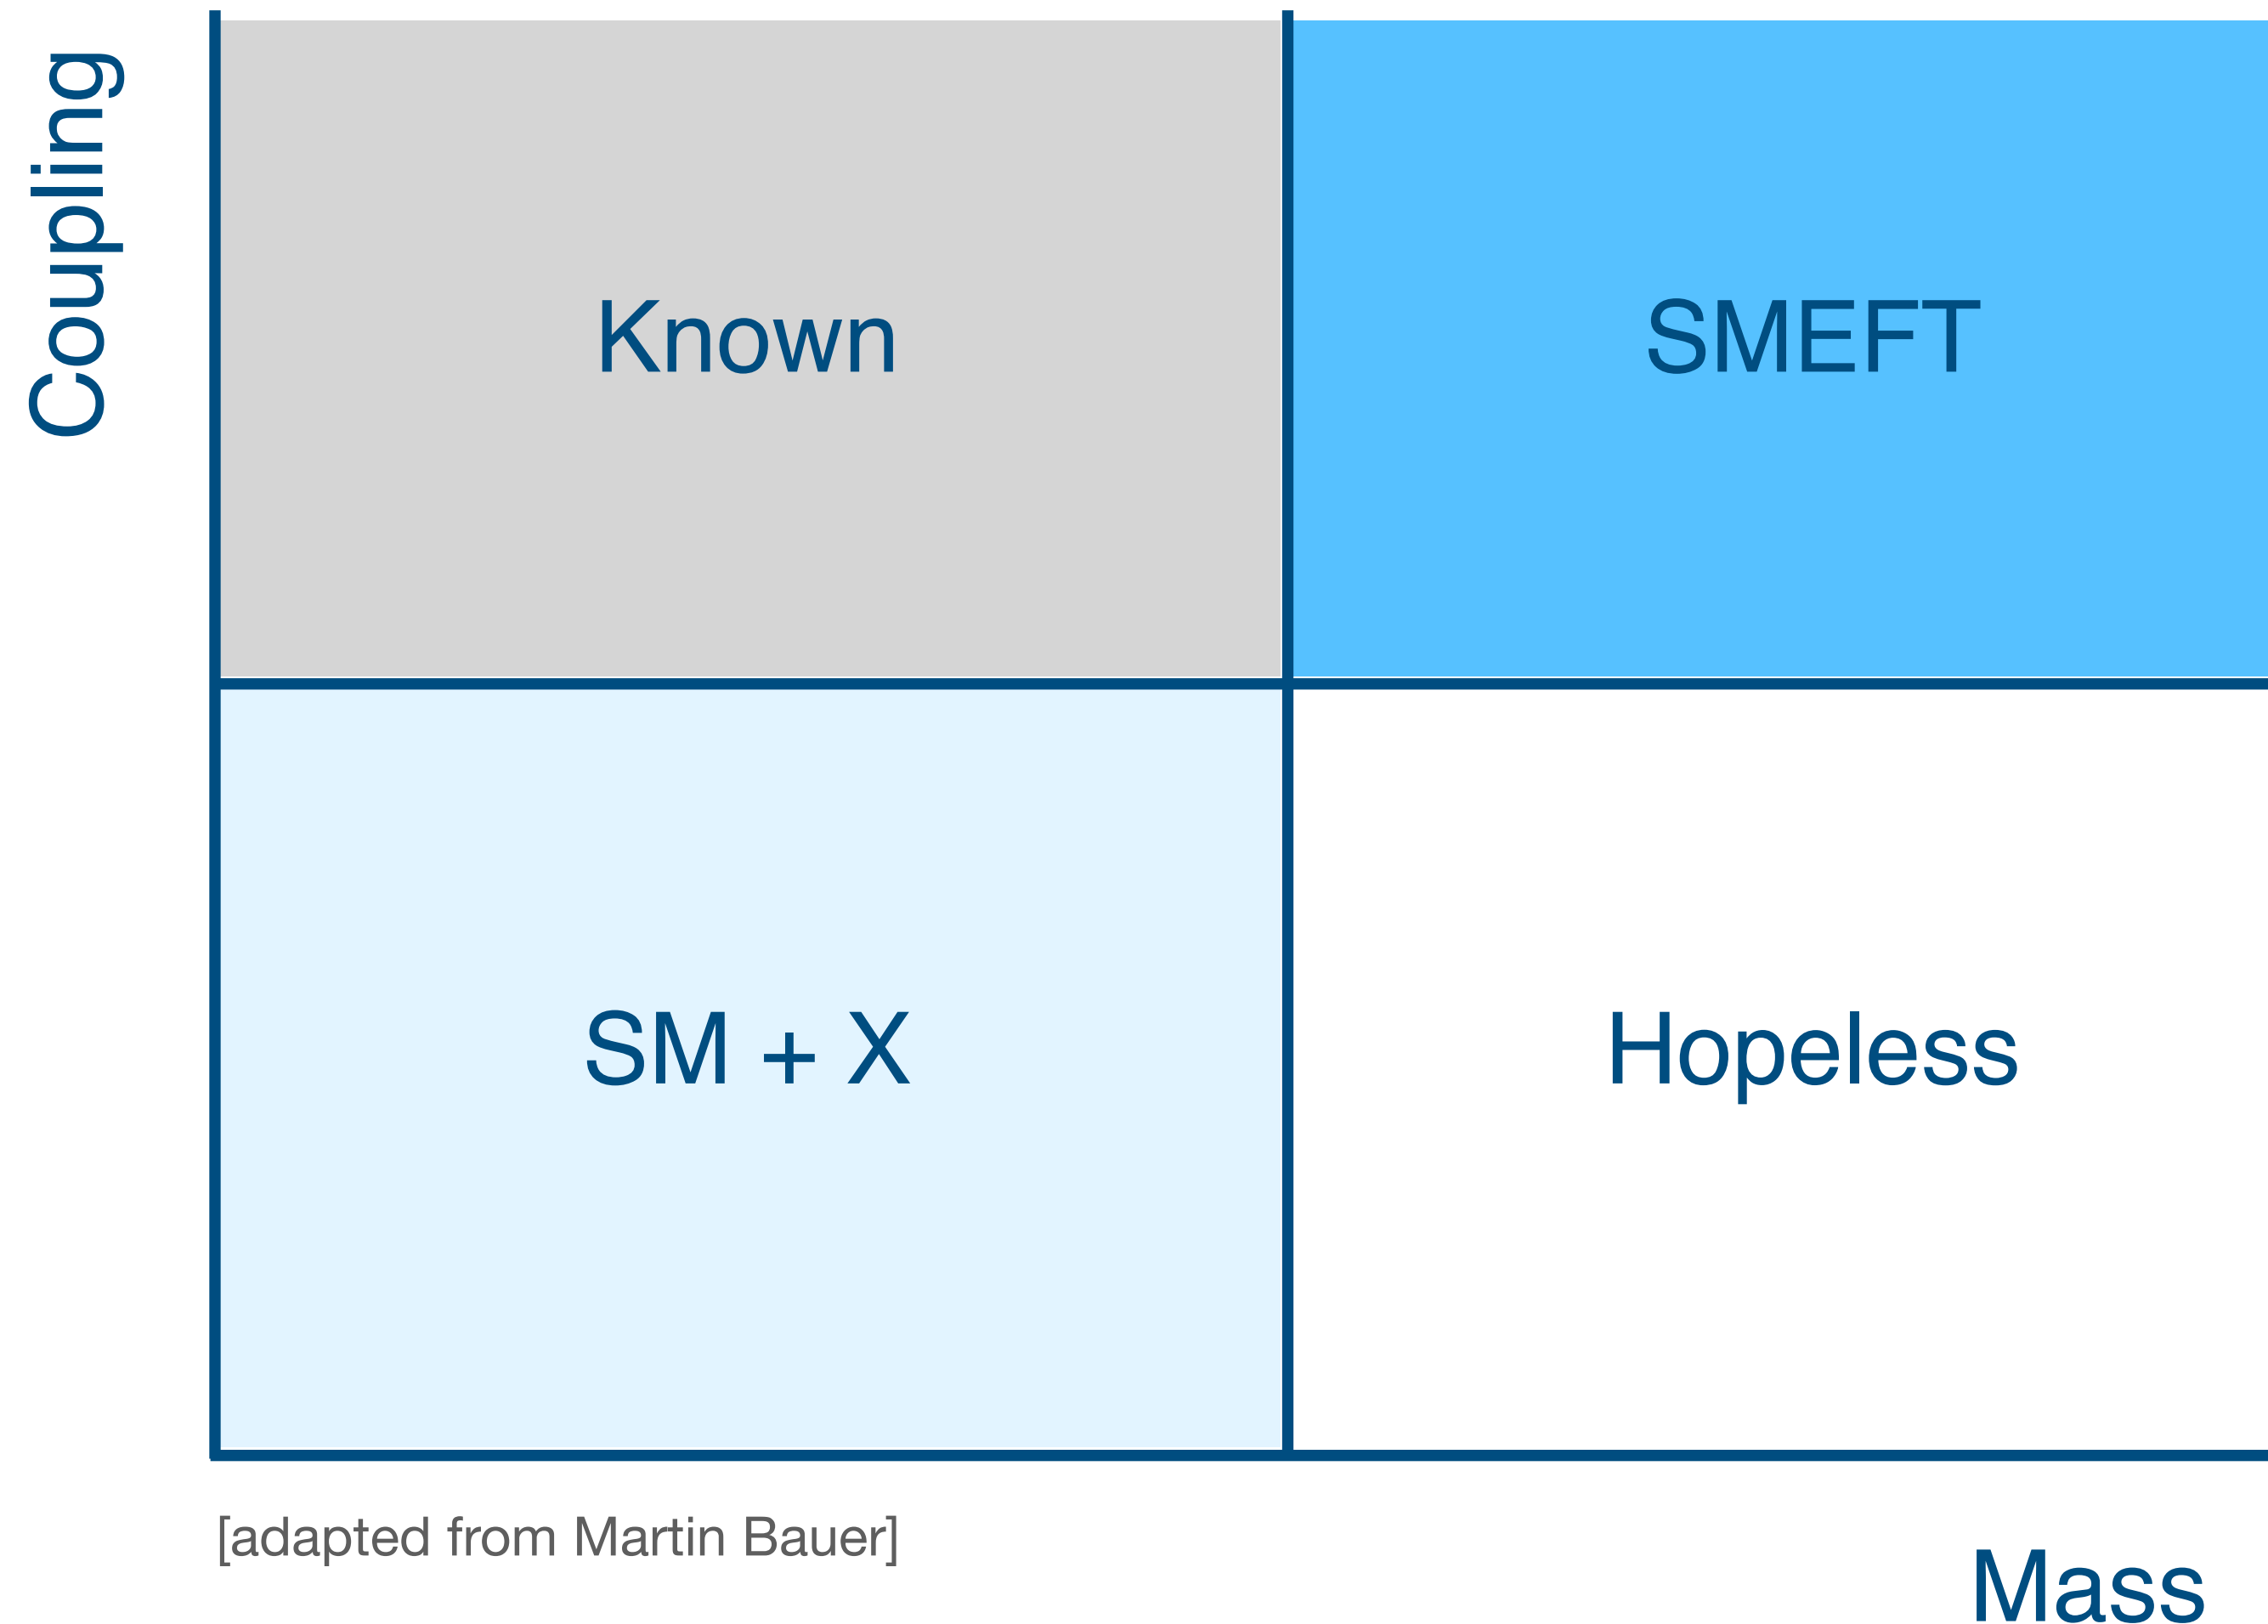 Coupling
Known
SMEFT
SM + X
Hopeless
[adapted from Martin Bauer]
Mass